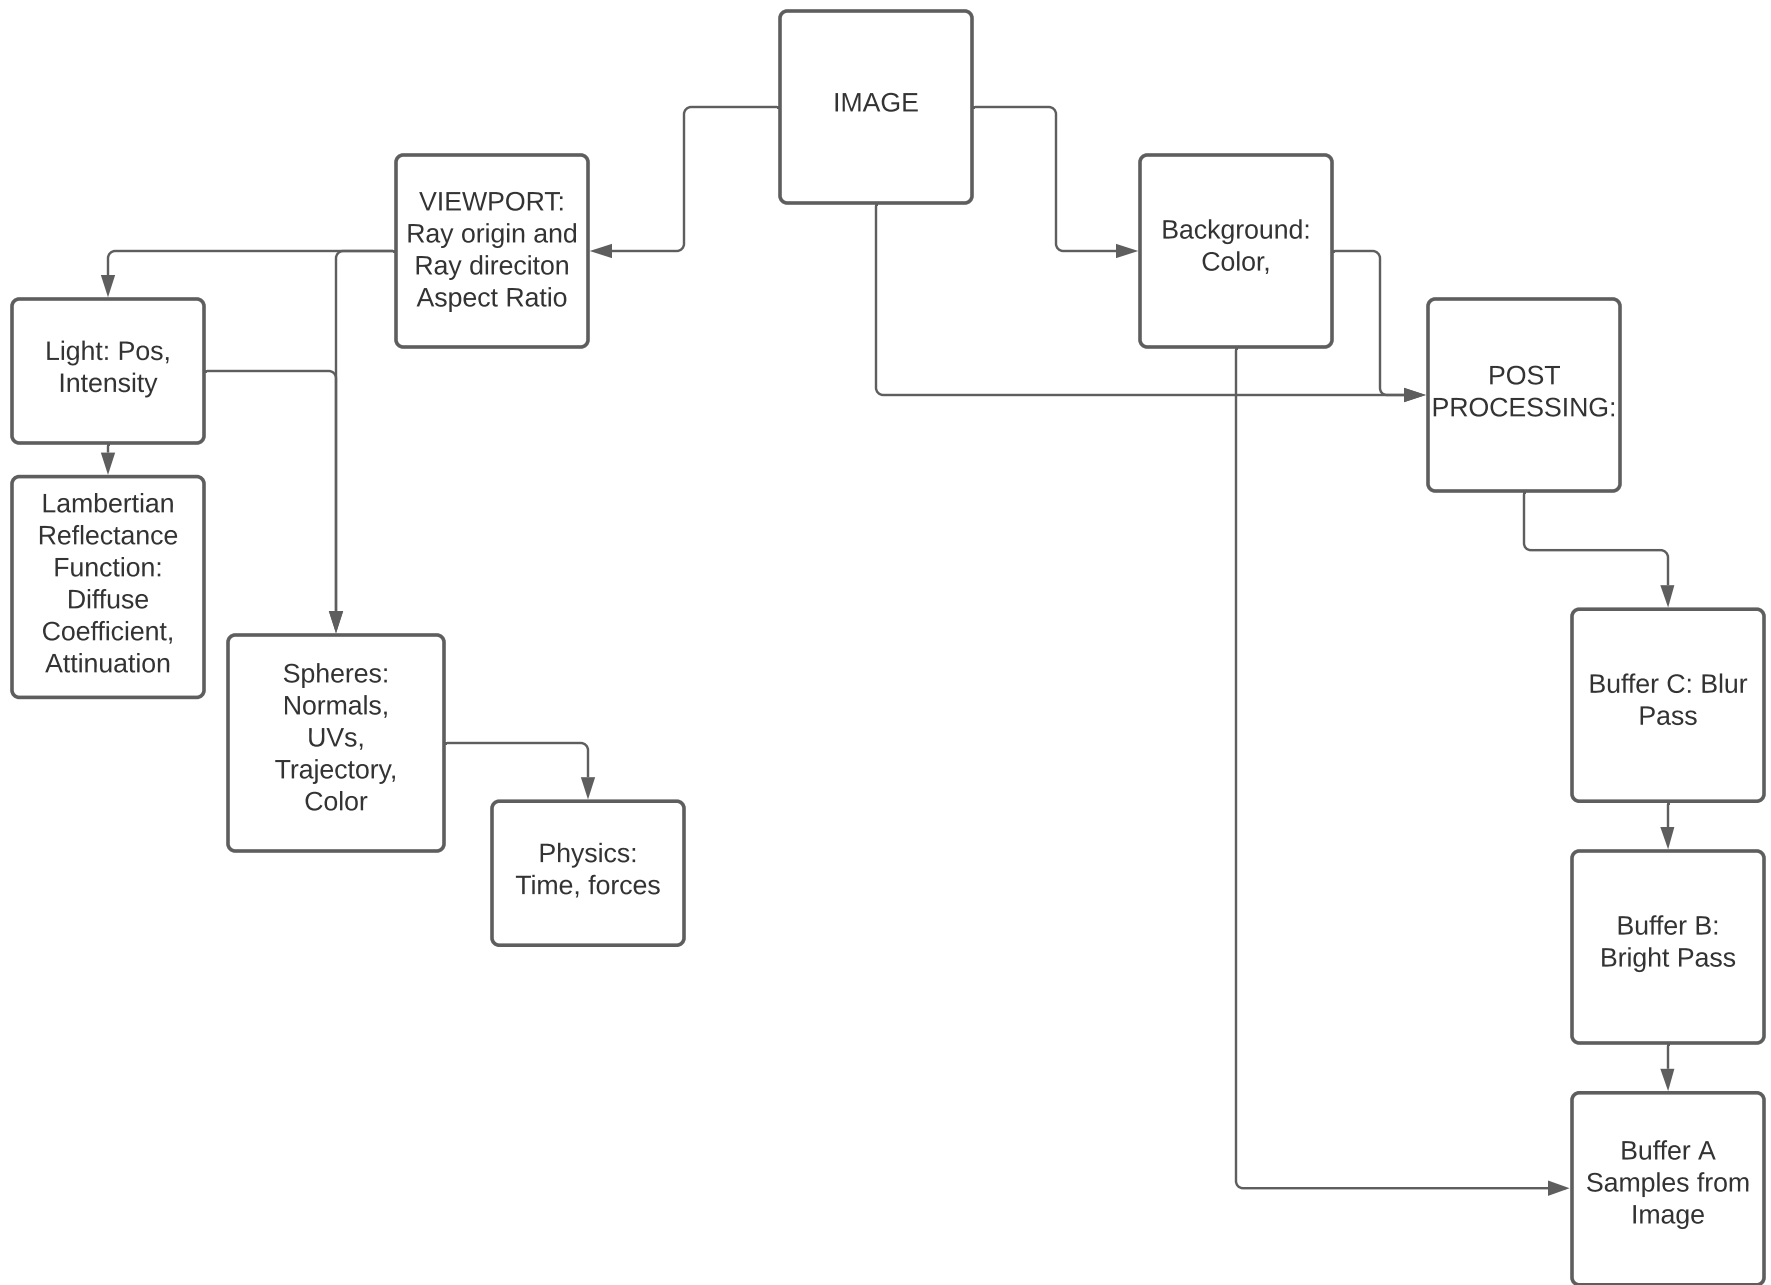 IMAGE
VIEWPORT:
Ray origin and
Ray direciton
Aspect Ratio
Background:
Color,
Light: Pos,
Intensity
POST
PROCESSING:
Lambertian
Reflectance
Function:
Diffuse
Coefficient,
Attinuation
Spheres:
Normals,
UVs,
Trajectory,
Color
Physics:
Time, forces
Buffer C: Blur
Pass
Buffer B:
Bright Pass
Buffer A
Samples from
Image